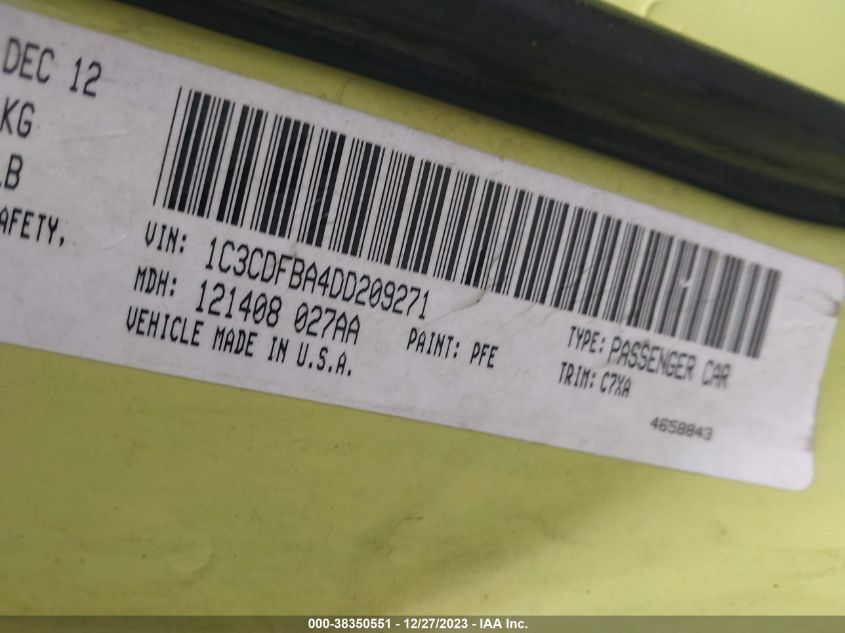 DEC 12
KG
LB
AFETY,
VIN: 1C3CDFBA4DD209271
MDH: 121408 027AA
VEHICLE MADE IN U.S.A.
PAINT: PFE
TYPE: PASSENGER CAR
TRIM: C7XA
4658843
000-38350551 - 12/27/2023 - IAA Inc.